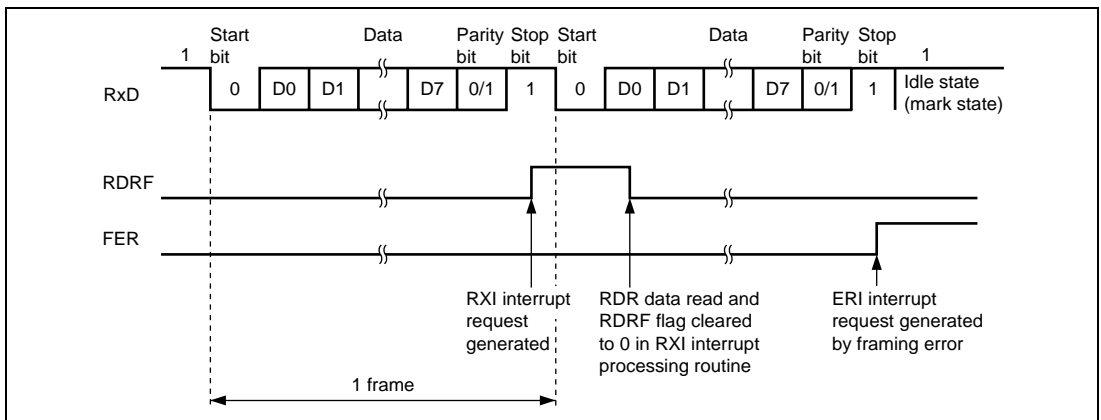 Start bit Data Parity bit Stop bit Start bit Data Parity bit Stop bit
1 1
RxD 0 D0 D1 D7 0/1 1 0 D0 D1 D7 0/1 1 Idle state (mark state)
RDRF
FER
RXI interrupt
request
generated
RDR data read and
RDRF flag cleared
to 0 in RXI interrupt
processing routine
ERI interrupt
request generated
by framing error
1 frame